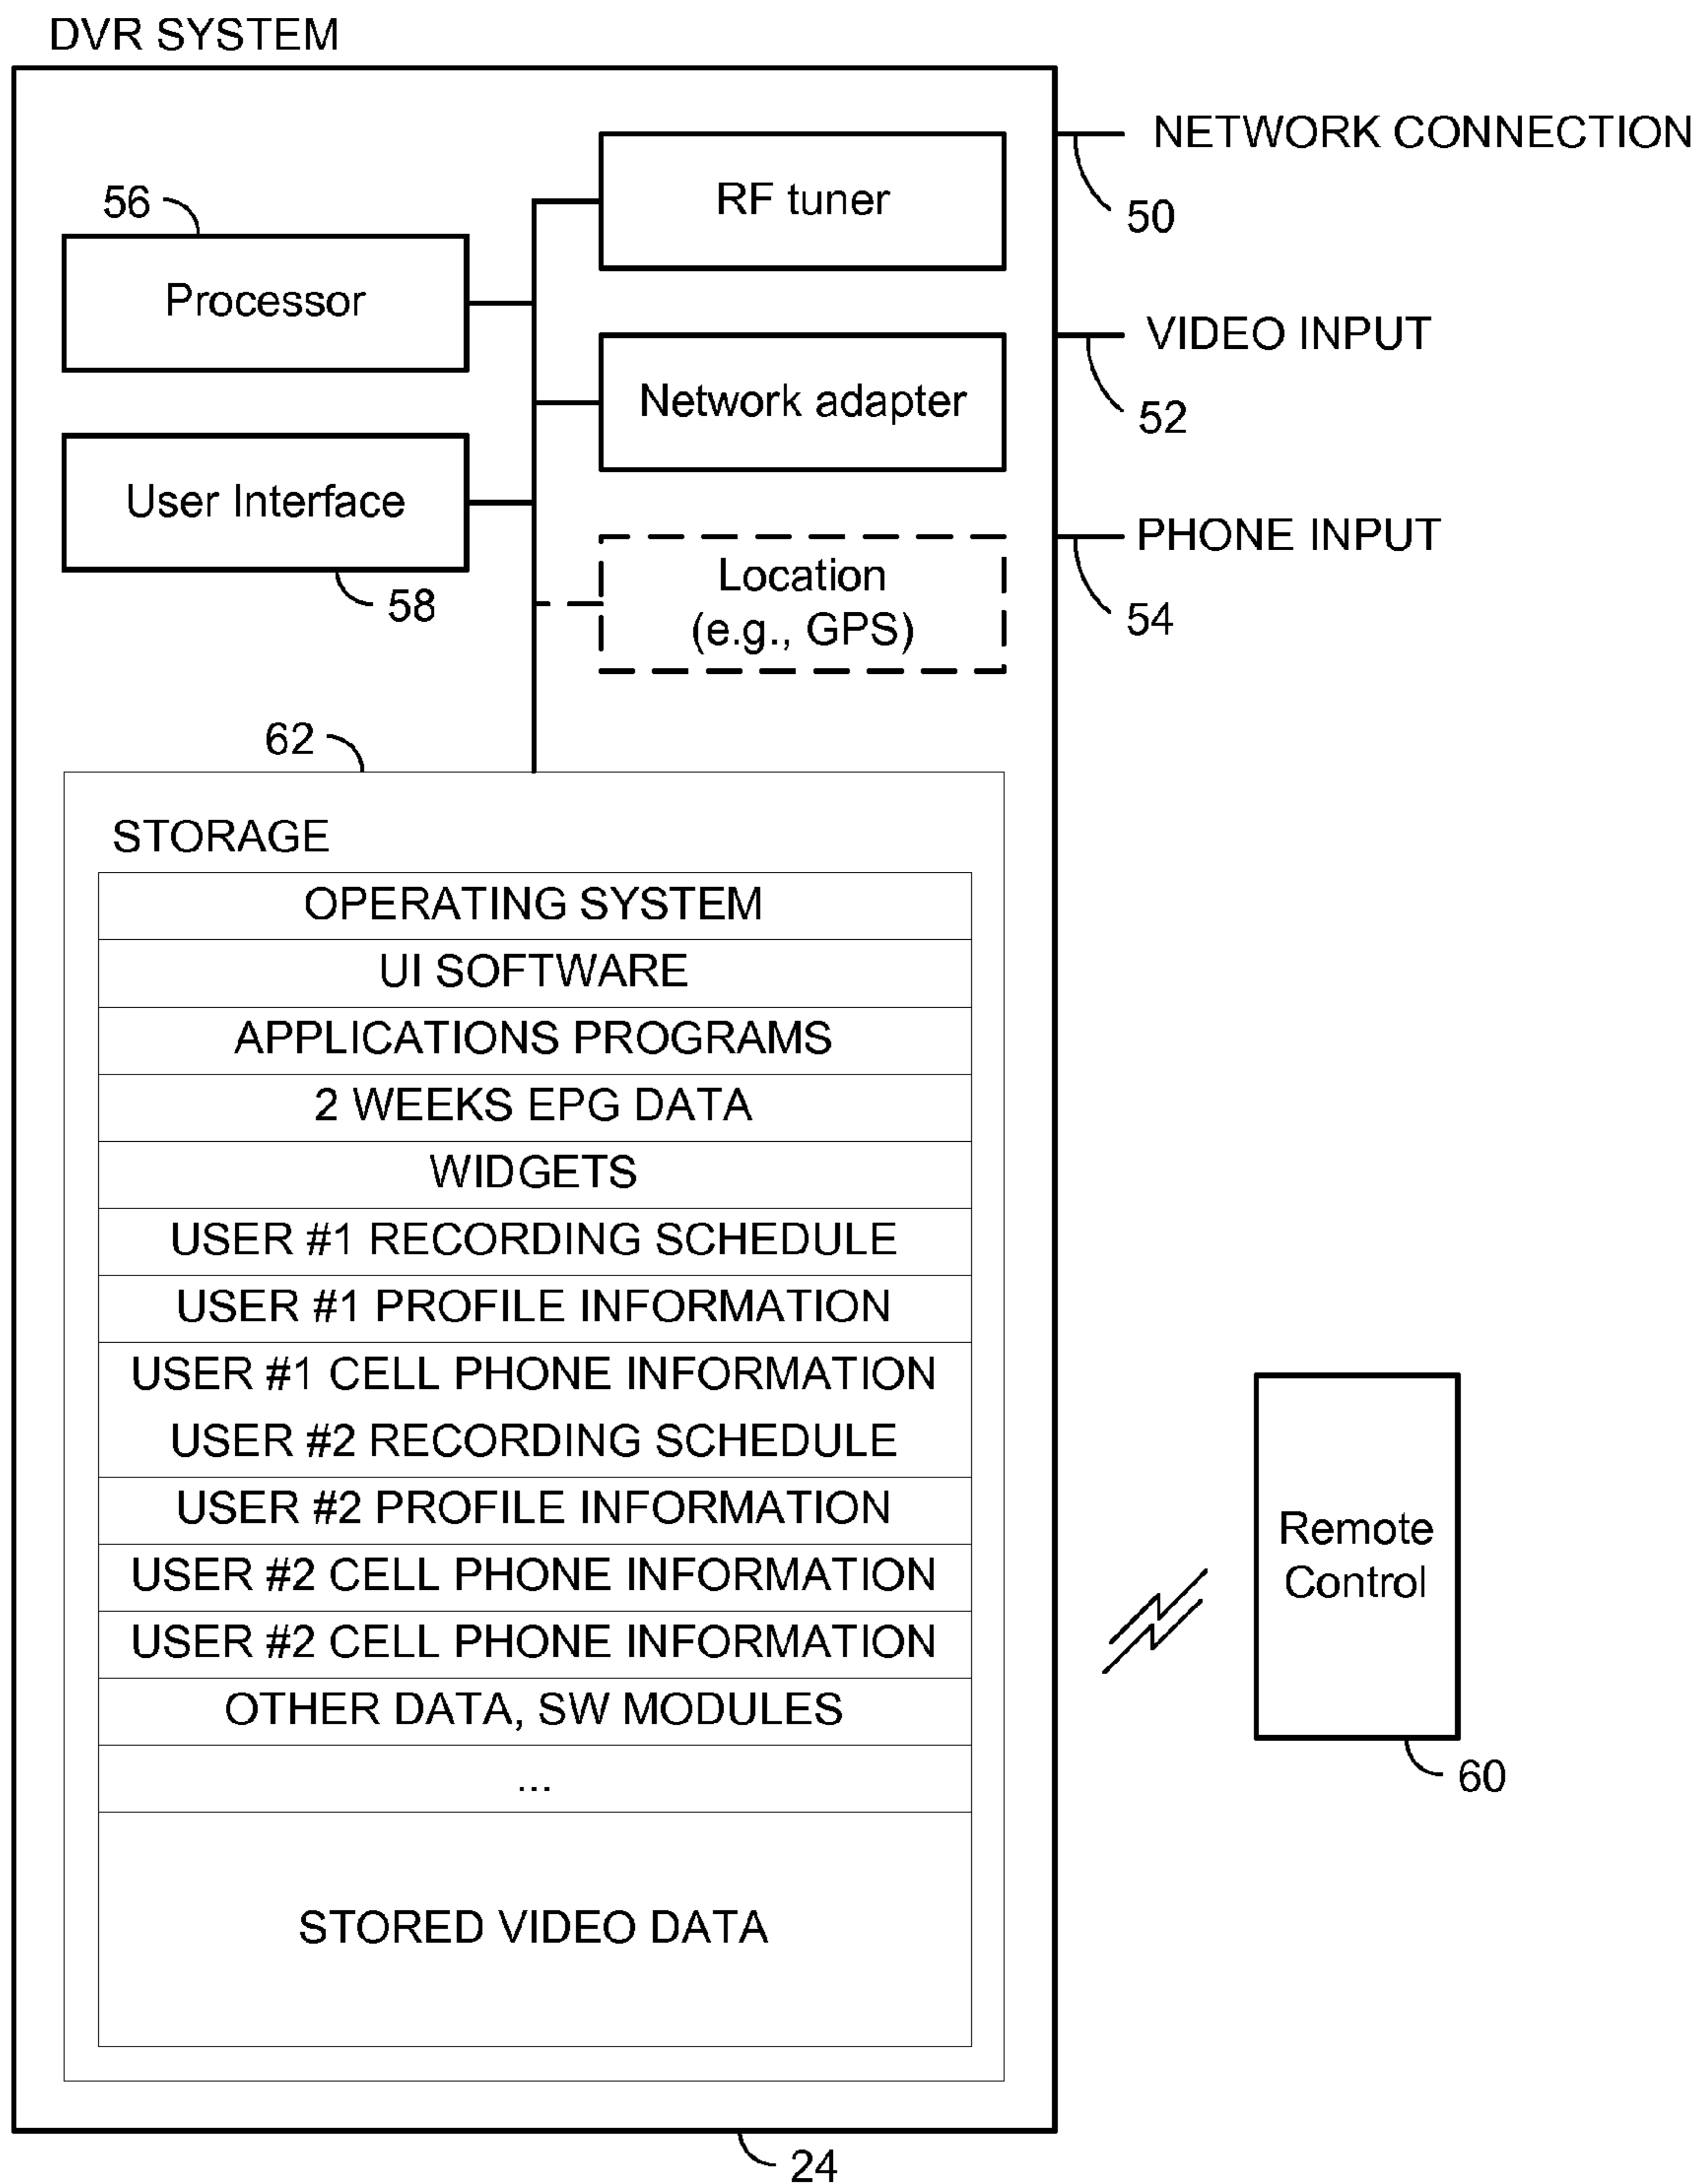 DVR SYSTEM
NETWORK CONNECTION
50
56
RF tuner
Processor
VIDEO INPUT
52
Network adapter
User Interface
58
PHONE INPUT
54
Location
(e.g., GPS)
62
STORAGE
OPERATING SYSTEM
UI SOFTWARE
APPLICATIONS PROGRAMS
2 WEEKS EPG DATA
WIDGETS
USER #1 RECORDING SCHEDULE
USER #1 PROFILE INFORMATION
USER #1 CELL PHONE INFORMATION
USER #2 RECORDING SCHEDULE
USER #2 PROFILE INFORMATION
USER #2 CELL PHONE INFORMATION
USER #2 CELL PHONE INFORMATION
OTHER DATA, SW MODULES
...
STORED VIDEO DATA
Remote
Control
60
24